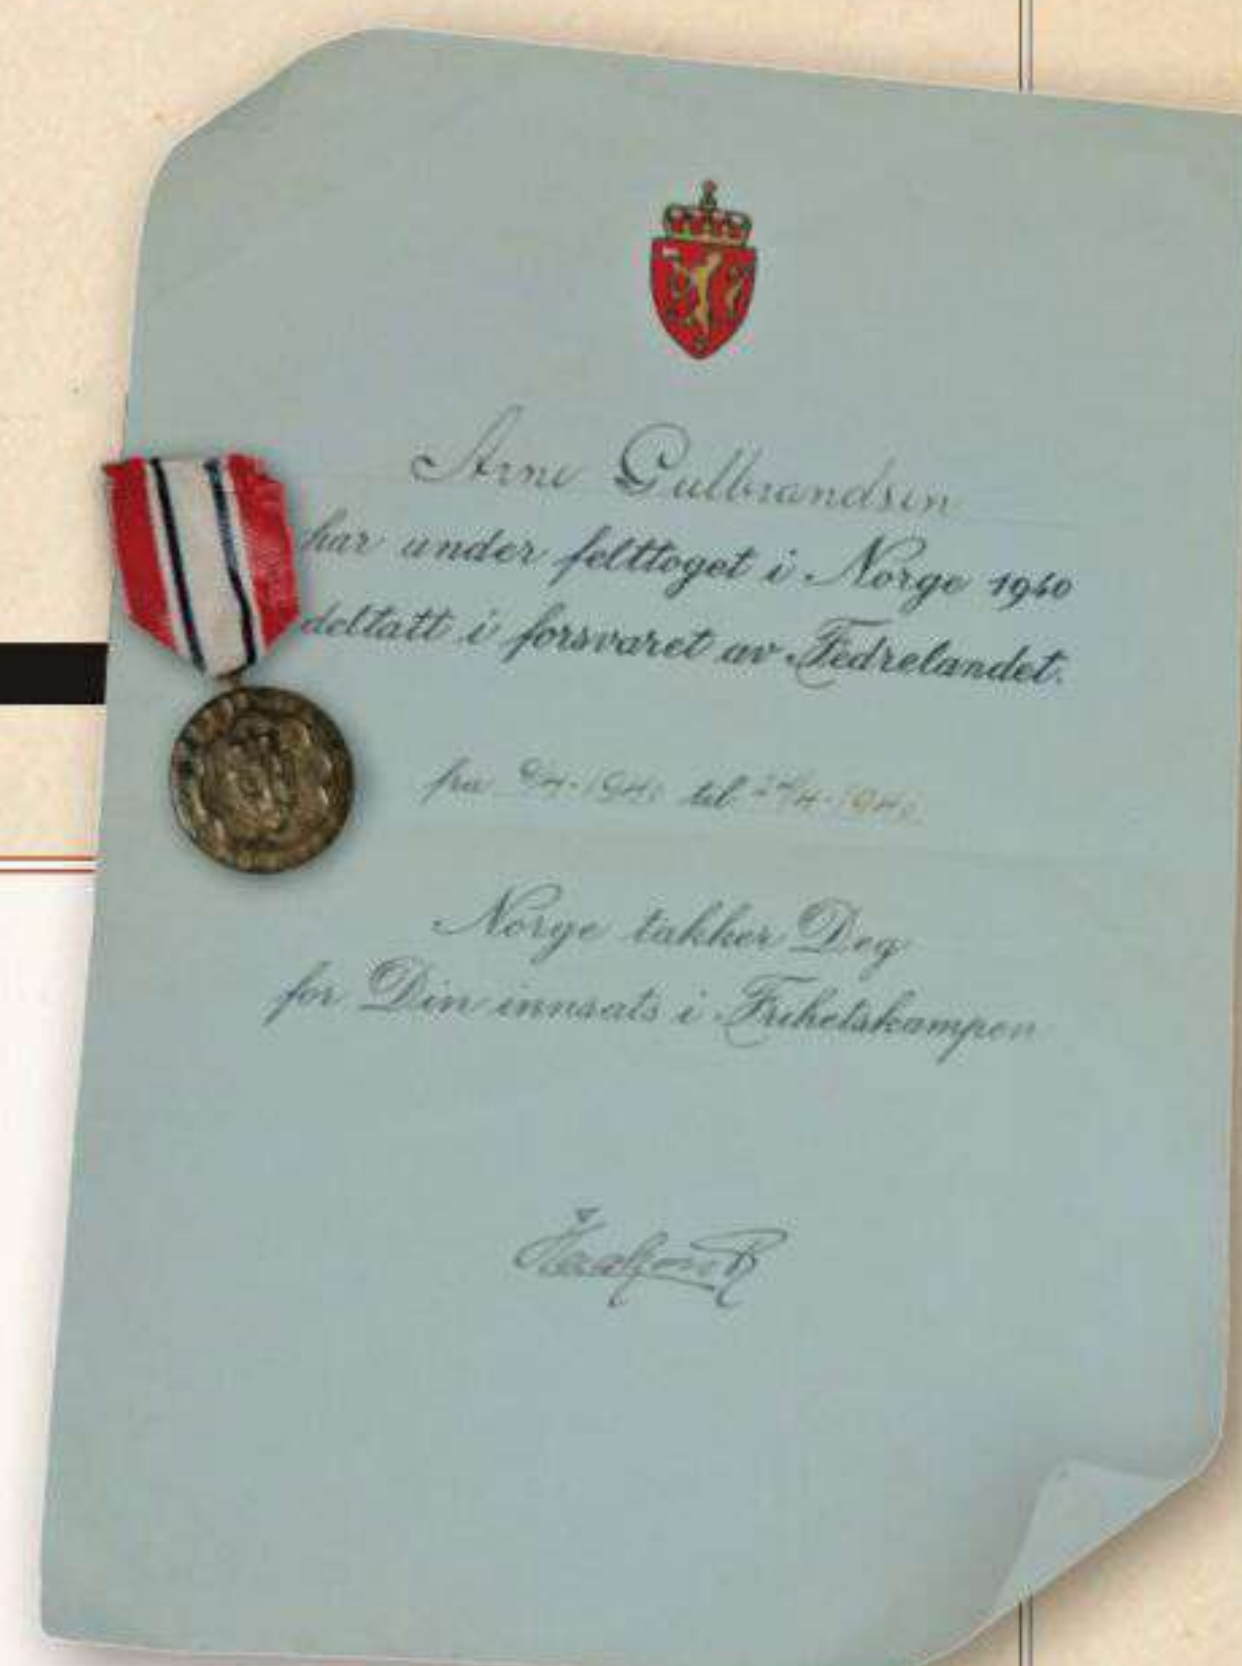 Arne Gulbrandsen
har under felttoget i Norge 1940
deltatt i forsvaret av Fedrelandet.
fra til
Norge takker Deg
for Din innsats i Frihetskampen
Haakon R